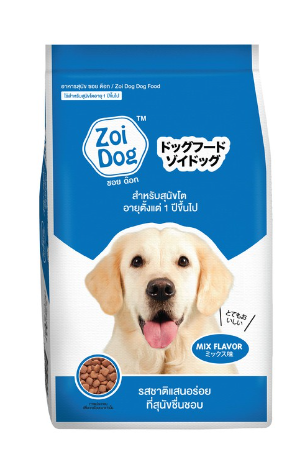 อาหารสุนัข ซอย ด็อก / Zoi Dog Dog Food
Zoi
Dog
TM
ซอย ด็อก
ドッグフード
ゾイドッグ
สำหรับสุนัขโต
อายุตั้งแต่ 1 ปีขึ้นไป
とても
おいしい
MIX FLAVOR
ミックス味
รสชาติแสนอร่อย
ที่สุนัขชื่นชอบ